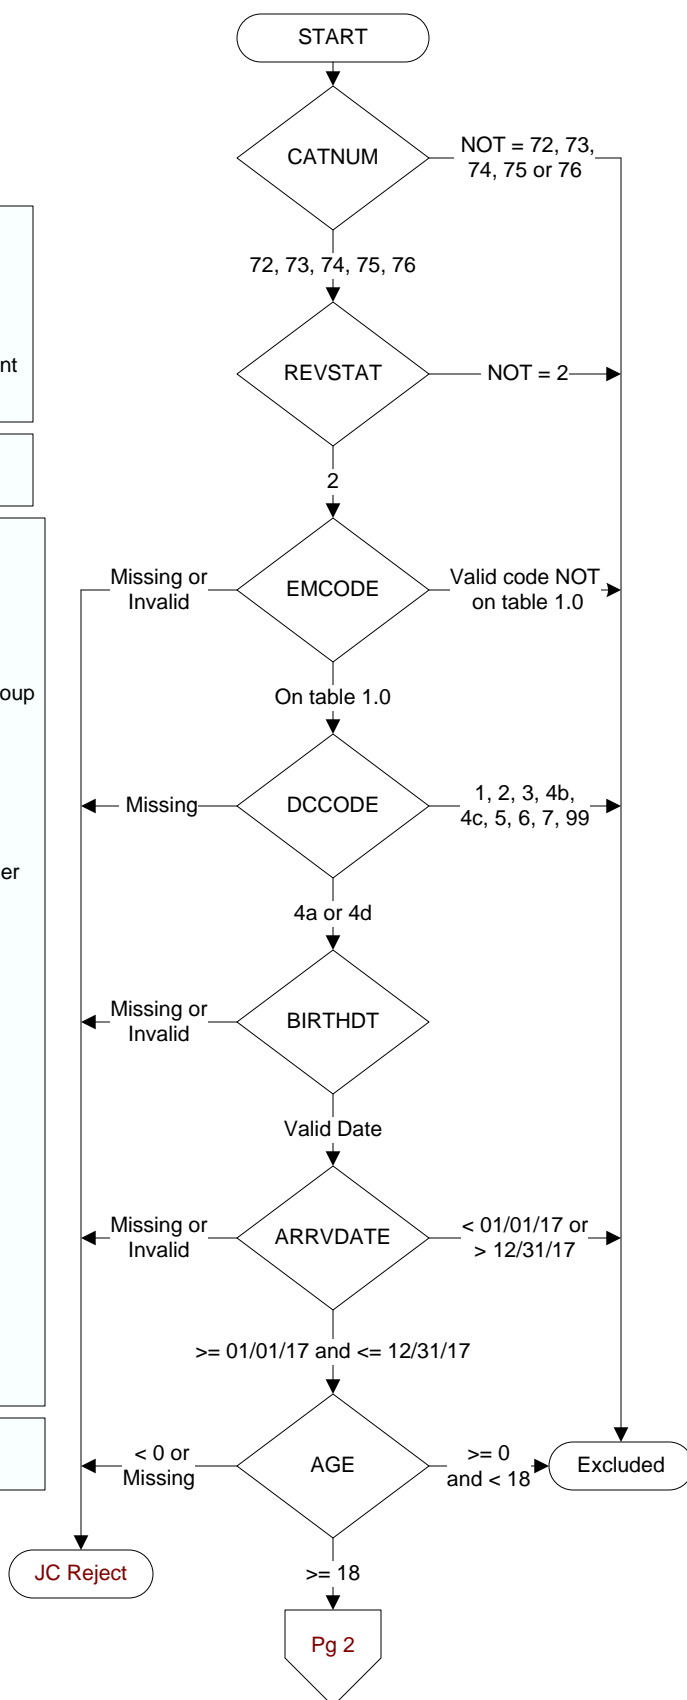 START
CATNUM
NOT = 72, 73,
74, 75 or 76
72, 73, 74, 75, 76
nt
REVSTAT
NOT = 2
2
Missing or
Invalid
EMCODE
Valid code NOT
on table 1.0
oup
On table 1.0
Missing
DCCODE
1, 2, 3, 4b,
4c, 5, 6, 7, 99
er
4a or 4d
Missing or
Invalid
BIRTHDT
Valid Date
Missing or
Invalid
ARRVDATE
< 01/01/17 or
> 12/31/17
>= 01/01/17 and <= 12/31/17
< 0 or
Missing
AGE
>= 0
and < 18
Excluded
JC Reject
>= 18
Pg 2